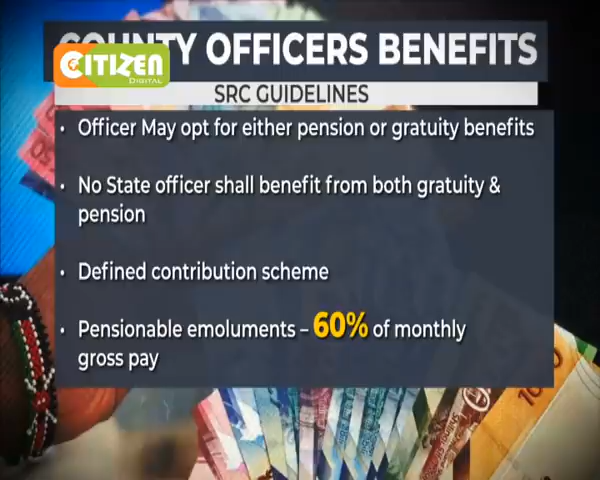 COUNTY OFFICERS BENEFITS
CITIZEN
DIGITAL
SRC GUIDELINES
• Officer May opt for either pension or gratuity benefits
• No State officer shall benefit from both gratuity &
pension
• Defined contribution scheme
• Pensionable emoluments – 60% of monthly
gross pay